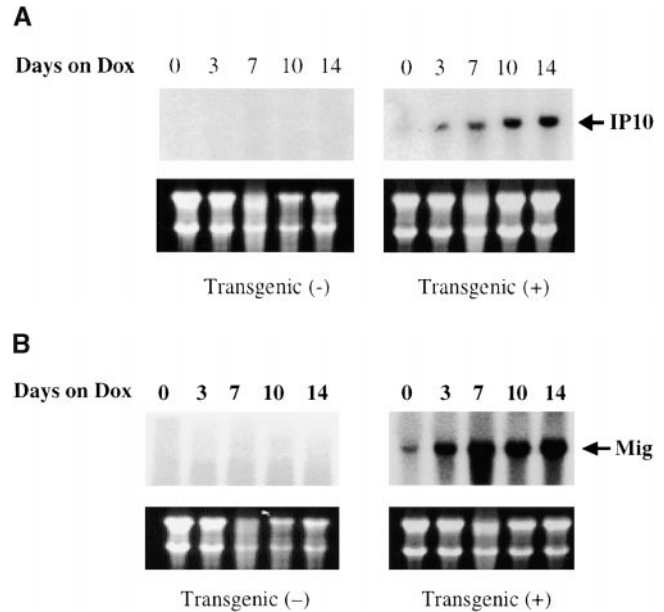 A
Days on Dox 0 3 7 10 14 0 3 7 10 14
IP10
Transgenic (-) Transgenic (+)
B
Days on Dox 0 3 7 10 14 0 3 7 10 14
Mig
Transgenic (–) Transgenic (+)